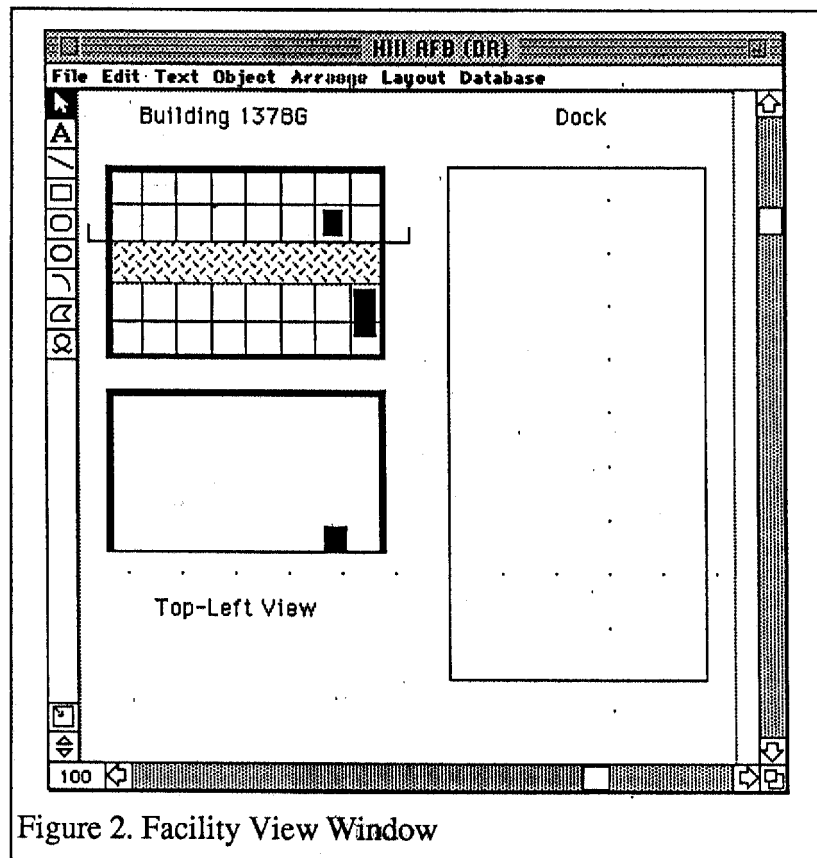 Hill AFB (DR)
File Edit Text Object Arrange Layout Database
A
Building 1378G
Dock
Top-Left View
100
Figure 2. Facility View Window